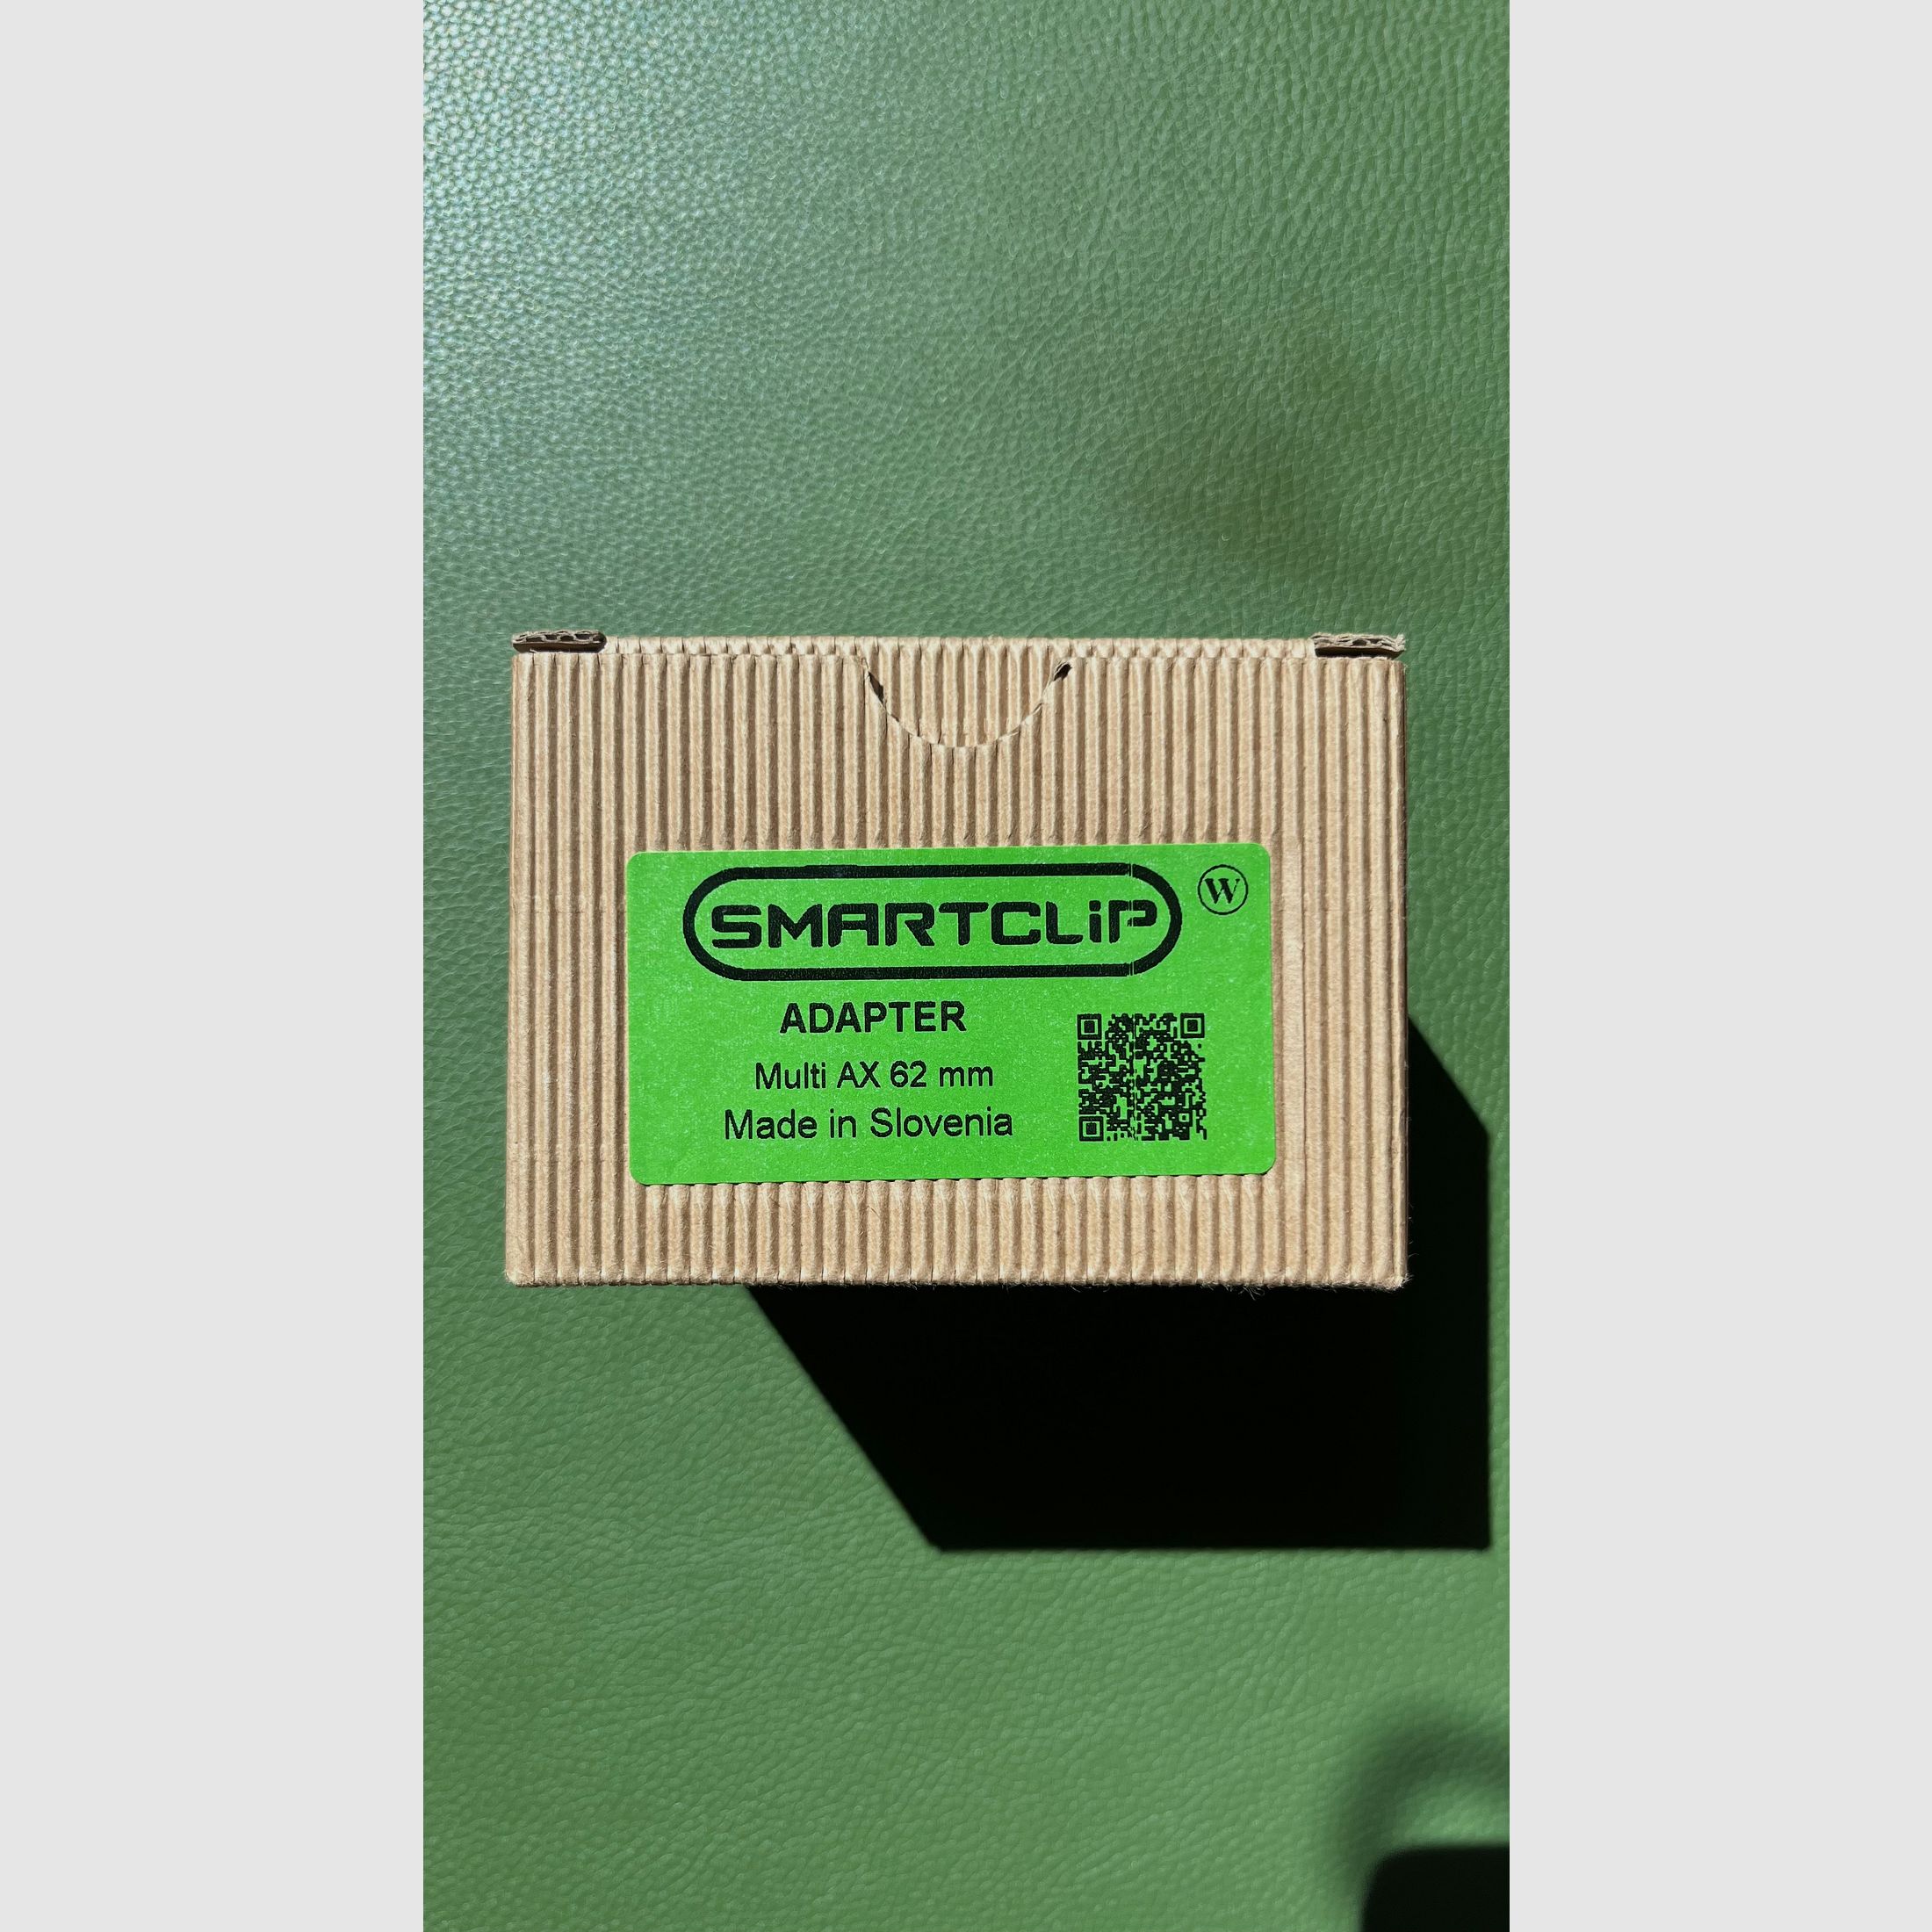 SMARTCLiP
W
ADAPTER
Multi AX 62 mm
Made in Slovenia